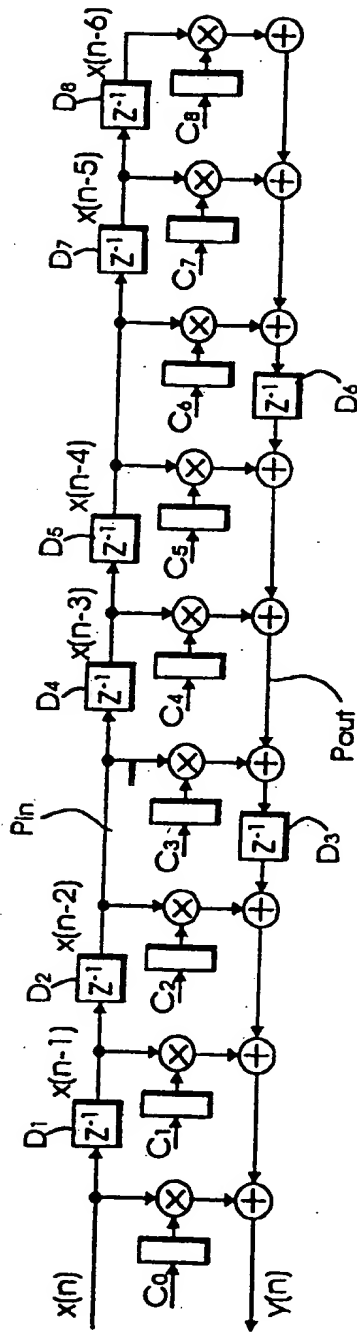 x(n)
D1
Z-1
x(n-1)
D2
Z-1
x(n-2)
Pin
D4
Z-1
x(n-3)
D5
Z-1
x(n-4)
D7
Z-1
x(n-5)
D8
Z-1
x(n-6)
C0
C1
C2
C3
C4
C5
C6
C7
C8
y(n)
Z-1
D3
Pout
Z-1
D6